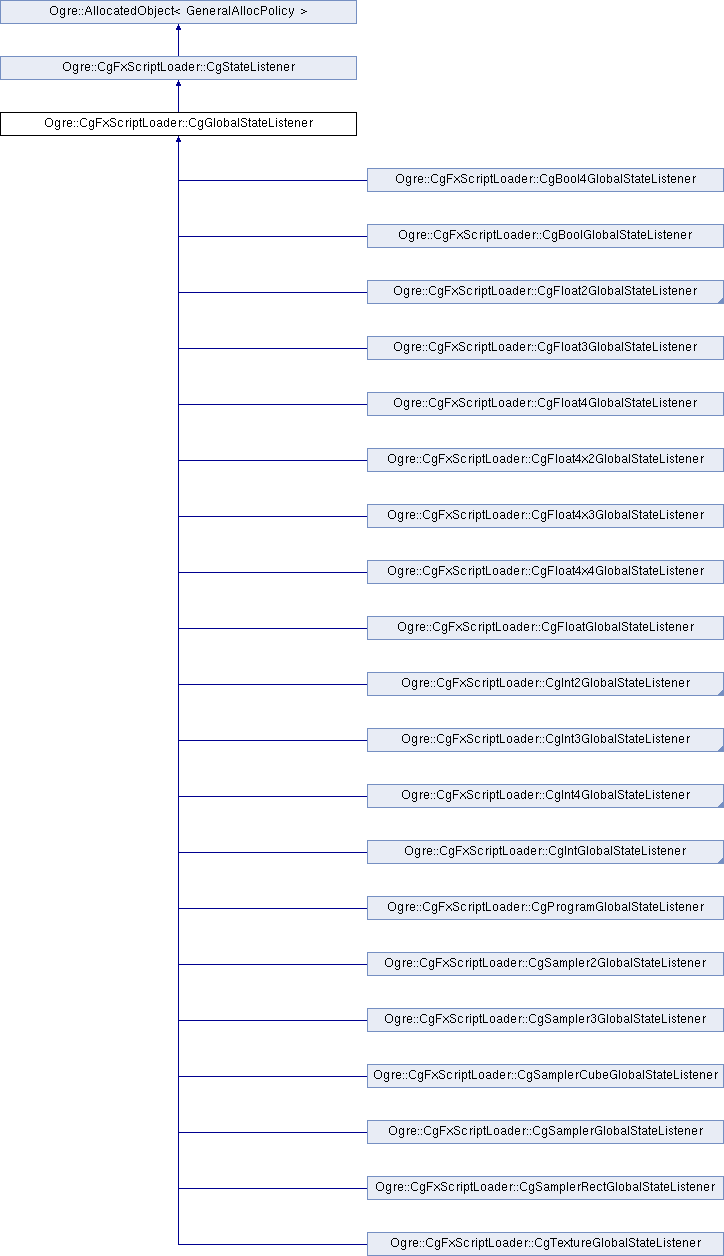 Ogre::AllocatedObject< GeneralAllocPolicy >
Ogre::CgFxScriptLoader::CgStateListener
Ogre::CgFxScriptLoader::CgGlobalStateListener
Ogre::CgFxScriptLoader::CgBool4GlobalStateListener
Ogre::CgFxScriptLoader::CgBoolGlobalStateListener
Ogre::CgFxScriptLoader::CgFloat2GlobalStateListener
Ogre::CgFxScriptLoader::CgFloat3GlobalStateListener
Ogre::CgFxScriptLoader::CgFloat4GlobalStateListener
Ogre::CgFxScriptLoader::CgFloat4x2GlobalStateListener
Ogre::CgFxScriptLoader::CgFloat4x3GlobalStateListener
Ogre::CgFxScriptLoader::CgFloat4x4GlobalStateListener
Ogre::CgFxScriptLoader::CgFloatGlobalStateListener
Ogre::CgFxScriptLoader::CgInt2GlobalStateListener
Ogre::CgFxScriptLoader::CgInt3GlobalStateListener
Ogre::CgFxScriptLoader::CgInt4GlobalStateListener
Ogre::CgFxScriptLoader::CgIntGlobalStateListener
Ogre::CgFxScriptLoader::CgProgramGlobalStateListener
Ogre::CgFxScriptLoader::CgSampler2GlobalStateListener
Ogre::CgFxScriptLoader::CgSampler3GlobalStateListener
Ogre::CgFxScriptLoader::CgSamplerCubeGlobalStateListener
Ogre::CgFxScriptLoader::CgSamplerGlobalStateListener
Ogre::CgFxScriptLoader::CgSamplerRectGlobalStateListener
Ogre::CgFxScriptLoader::CgTextureGlobalStateListener